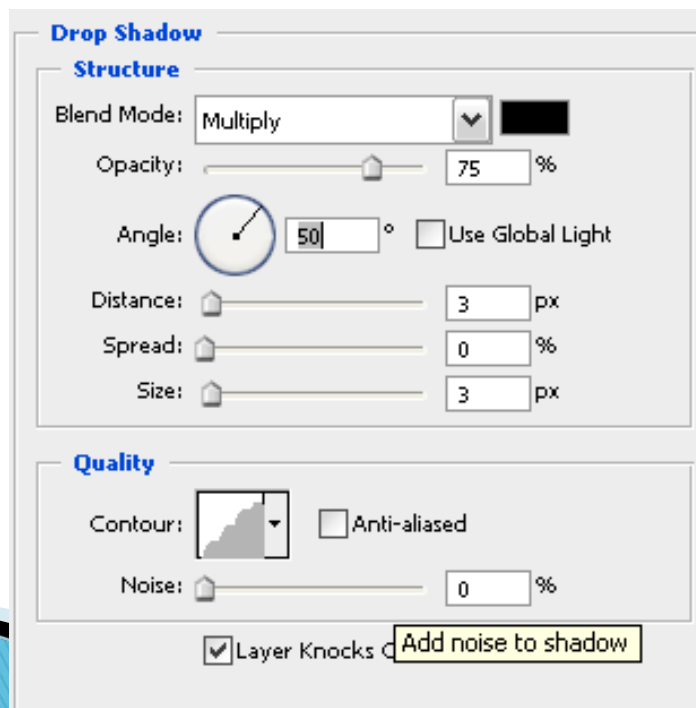 Drop Shadow
Structure
Blend Mode: Multiply
Opacity: 75 %
Angle: 50 ° Use Global Light
Distance: 3 px
Spread: 0 %
Size: 3 px
Quality
Contour: Anti-aliased
Noise: 0 %
Layer Knocks
Add noise to shadow